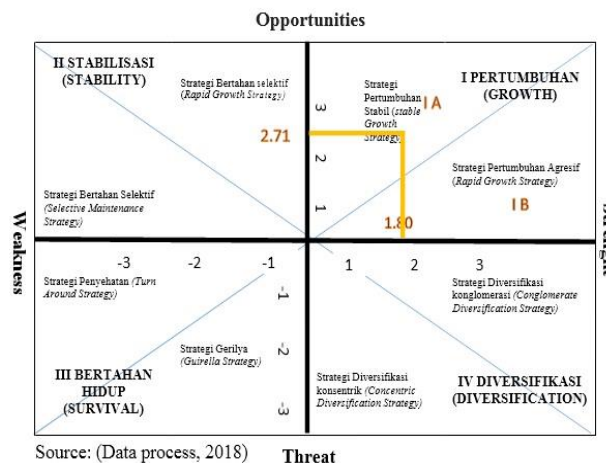 Opportunities
II STABILISASI
(STABILITY)
Strategi Bertahan selektif
(Rapid Growth Strategy)
Strategi
Pertumbuhan
Stabil (stable
Growth
Strategy)
I A
I PERTUMBUHAN
(GROWTH)
3
2.71
2
Strategi Pertumbuhan Agresif
(Rapid Growth Strategy)
I B
Strategi Bertahan Selektif
(Selective Maintenance
Strategy)
1
1.80
Weakness
-3
-2
-1
1
2
3
Strategi Penyehatan (Turn
Around Strategy)
-1
Strategi Diversifikasi
konglomerasi (Conglomerate
Diversification Strategy)
Strategi Gerilya
(Guirella Strategy)
-2
III BERTAHAN
HIDUP
(SURVIVAL)
Strategi Diversifikasi
konsentrik (Concentric
Diversification Strategy)
IV DIVERSIFIKASI
(DIVERSIFICATION)
-3
Source: (Data process, 2018)
Threat